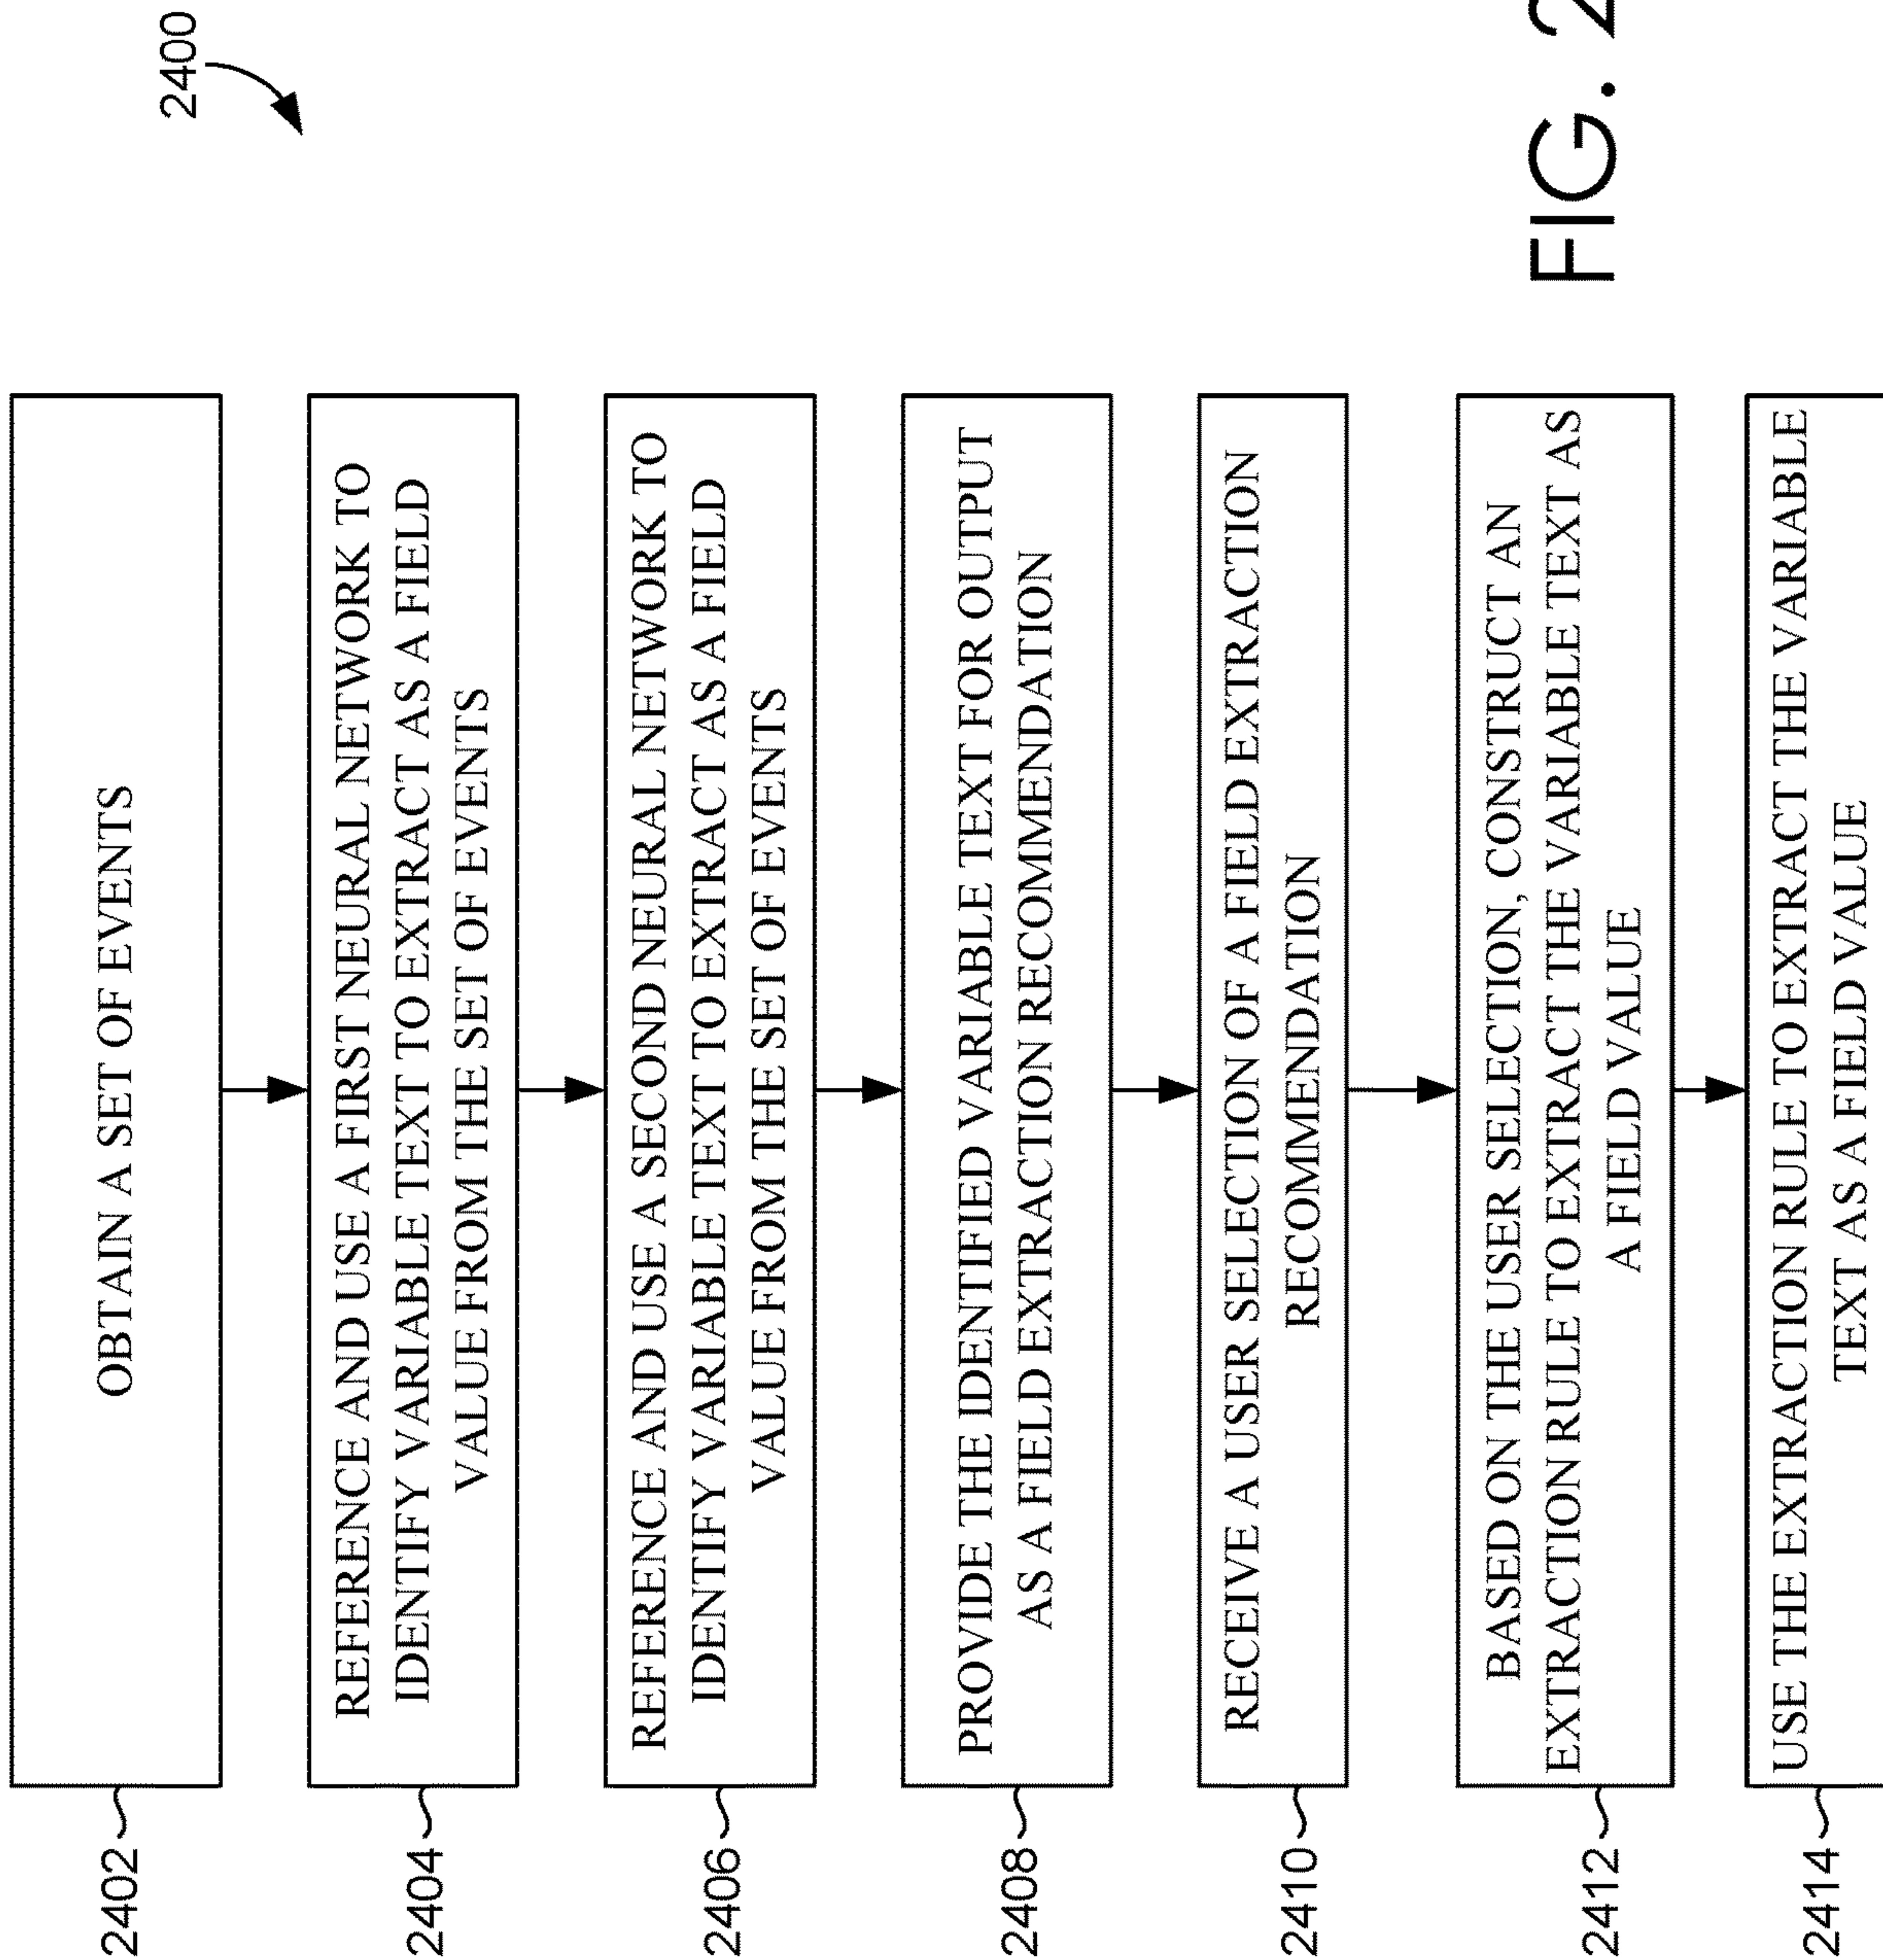 2400
2402
OBTAIN A SET OF EVENTS
2404
REFERENCE AND USE A FIRST NEURAL NETWORK TO
IDENTIFY VARIABLE TEXT TO EXTRACT AS A FIELD
VALUE FROM THE SET OF EVENTS
2406
REFERENCE AND USE A SECOND NEURAL NETWORK TO
IDENTIFY VARIABLE TEXT TO EXTRACT AS A FIELD
VALUE FROM THE SET OF EVENTS
2408
PROVIDE THE IDENTIFIED VARIABLE TEXT FOR OUTPUT
AS A FIELD EXTRACTION RECOMMENDATION
2410
RECEIVE A USER SELECTION OF A FIELD EXTRACTION
RECOMMENDATION
2412
BASED ON THE USER SELECTION, CONSTRUCT AN
EXTRACTION RULE TO EXTRACT THE VARIABLE TEXT AS
A FIELD VALUE
2414
USE THE EXTRACTION RULE TO EXTRACT THE VARIABLE
TEXT AS A FIELD VALUE
FIG. 2